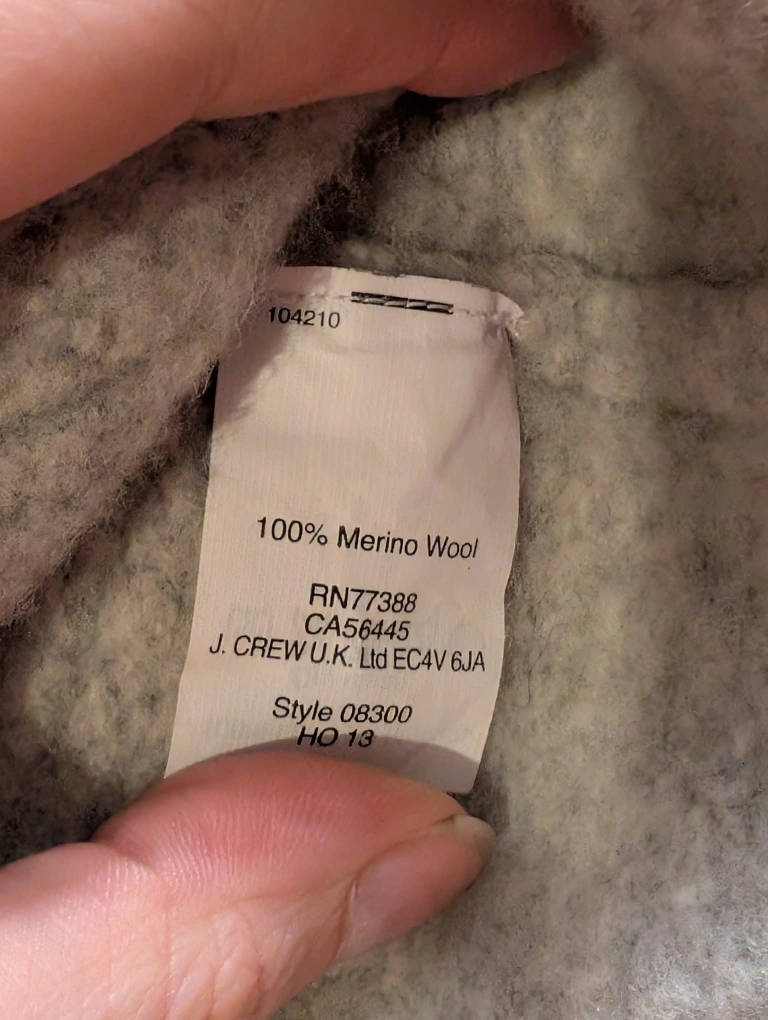 104210
100% Merino Wool
RN77388
CA56445
J. CREW U.K. Ltd EC4V 6JA
Style 08300
HO 13